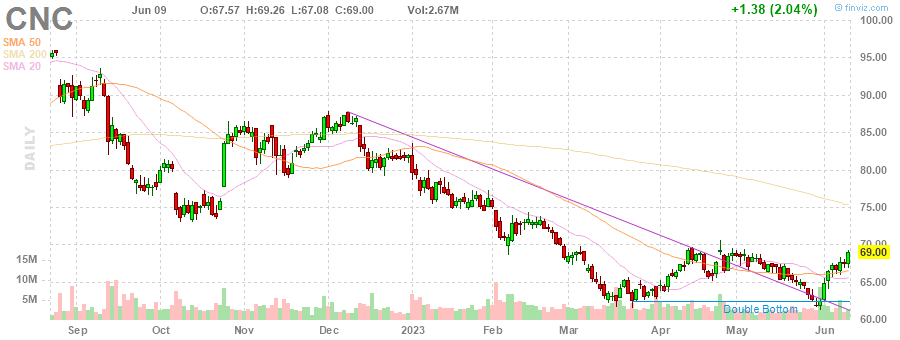 CNC Jun 09 O:67.57 H:69.26 L:67.08 C:69.00 Vol:2.67M +1.38 (2.04%) finviz.com
SMA 50
SMA 200
SMA 20
DAILY
100.00
95.00
90.00
85.00
80.00
75.00
70.00
69.00
65.00
60.00
15M
10M
5M
Double Bottom
Sep Oct Nov Dec 2023 Feb Mar Apr May Jun